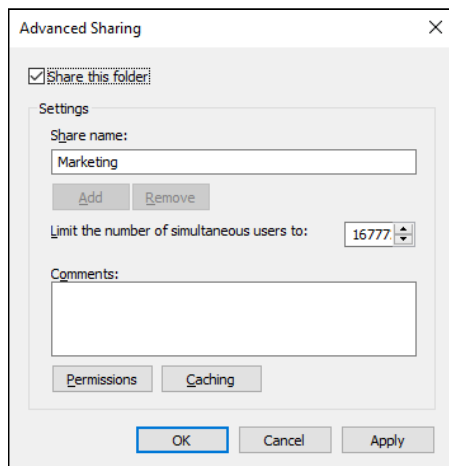 Advanced Sharing
Share this folder
Settings
Share name:
Marketing
Add Remove
Limit the number of simultaneous users to: 16777
Comments:
Permissions Caching
OK Cancel Apply